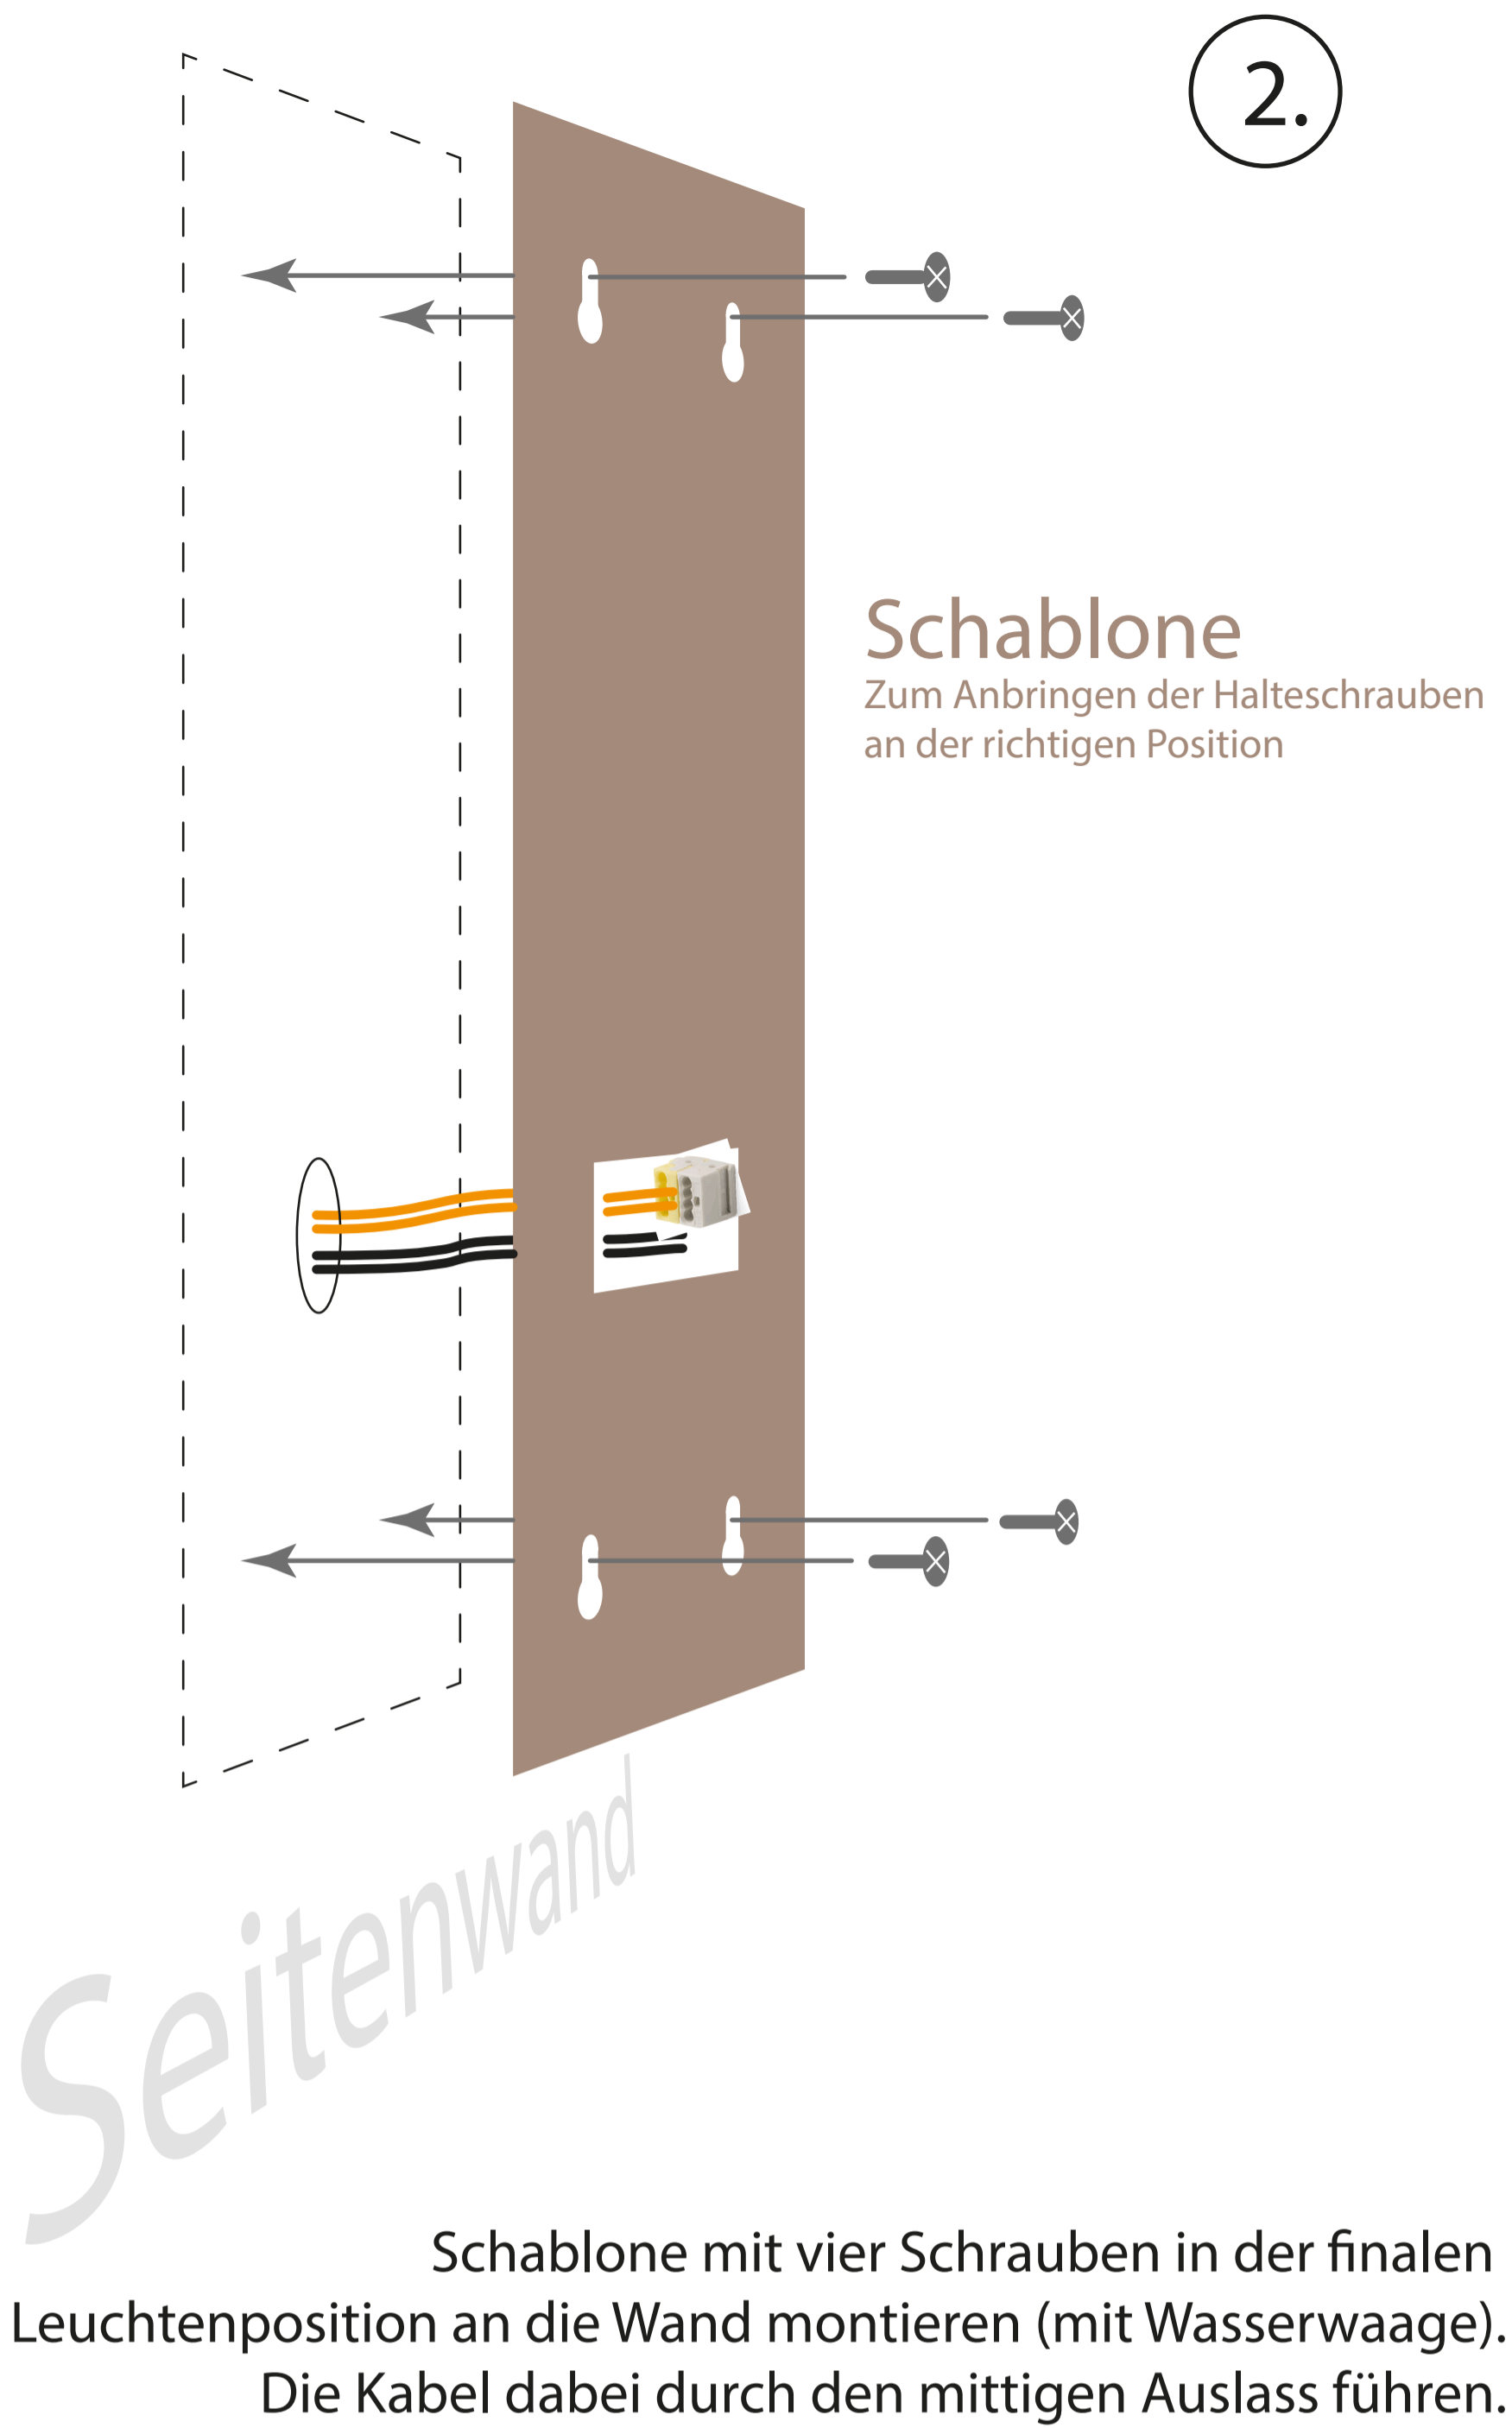 2.
Schablone
Zum Anbringen der Halteschrauben
an der richtigen Position
Seitenwand
Schablone mit vier Schrauben in der finalen
Leuchtenposition an die Wand montieren (mit Wasserwaage).
Die Kabel dabei durch den mittigen Auslass führen.